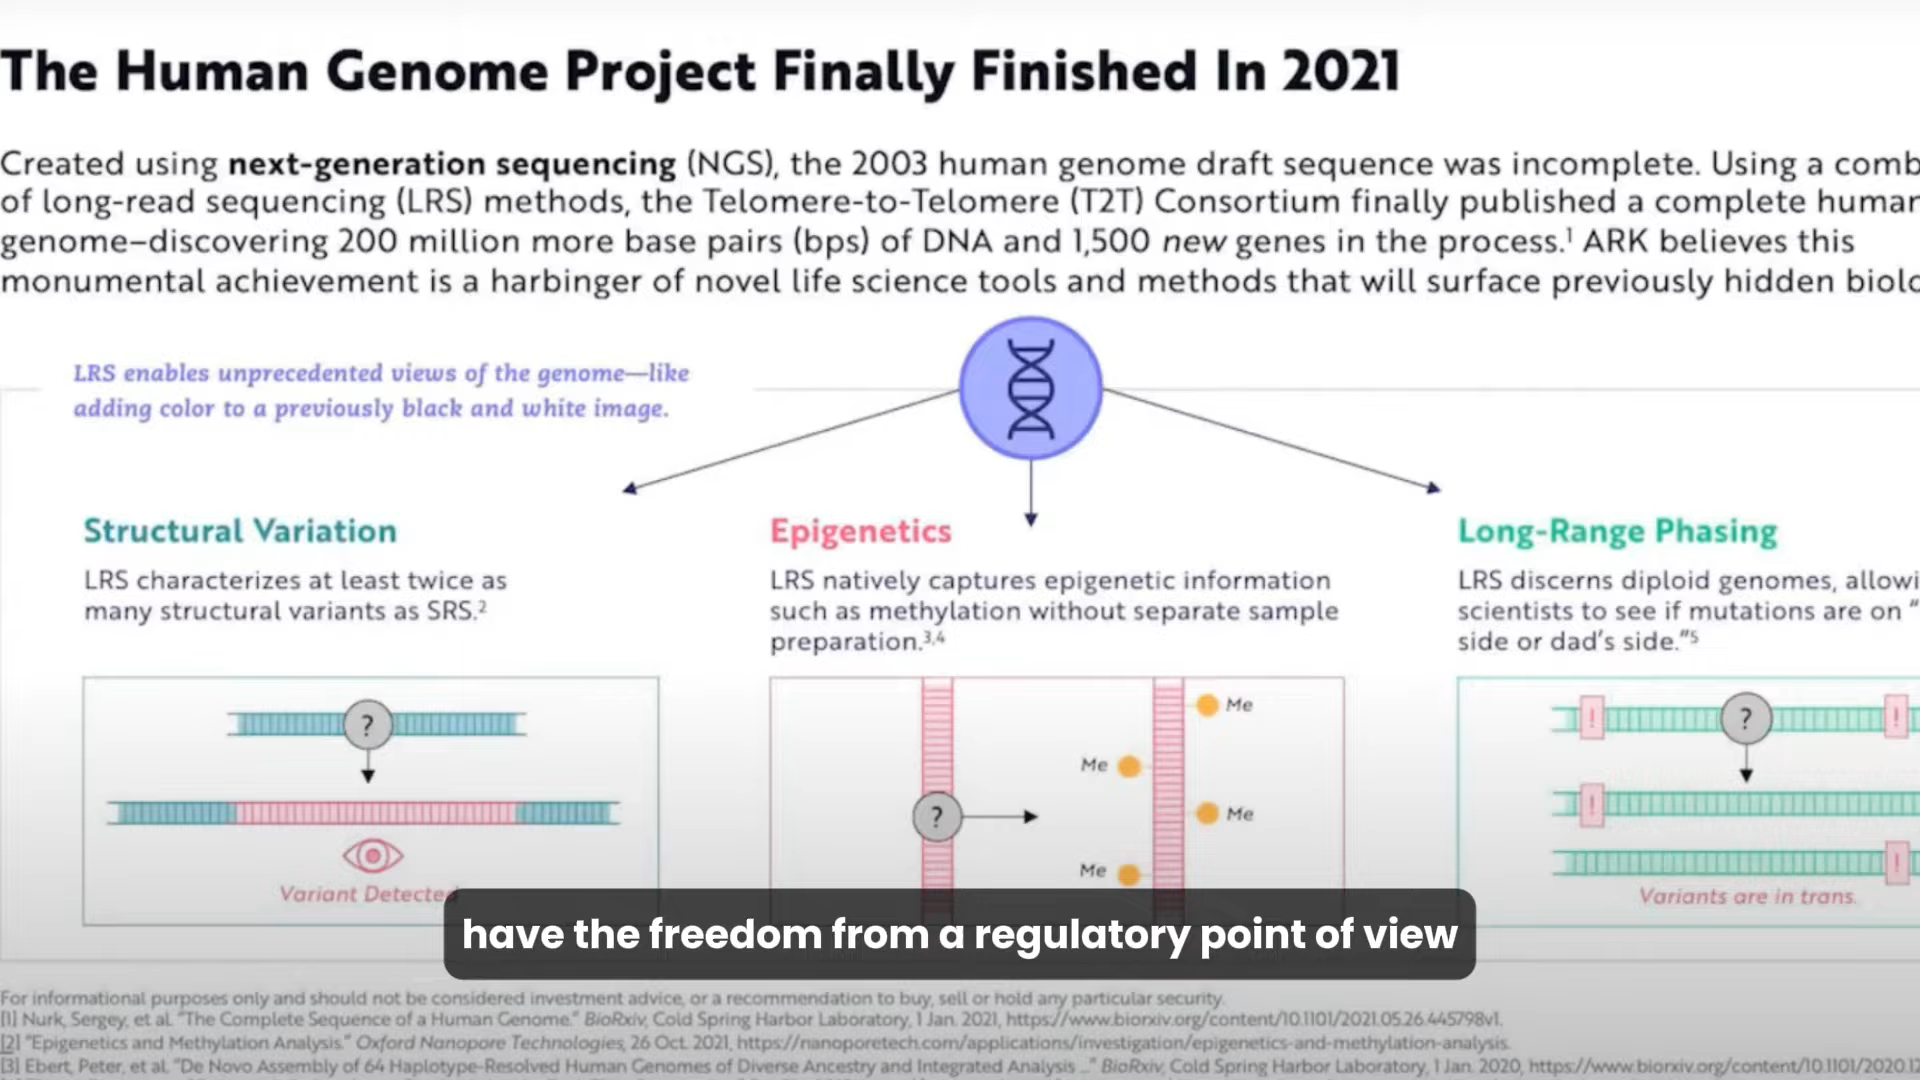 The Human Genome Project Finally Finished In 2021
Created using next-generation sequencing (NGS), the 2003 human genome draft sequence was incomplete. Using a comb
of long-read sequencing (LRS) methods, the Telomere-to-Telomere (T2T) Consortium finally published a complete human
genome–discovering 200 million more base pairs (bps) of DNA and 1,500 new genes in the process.¹ ARK believes this
monumental achievement is a harbinger of novel life science tools and methods that will surface previously hidden biolo
LRS enables unprecedented views of the genome—like
adding color to a previously black and white image.
Structural Variation
LRS characterizes at least twice as
many structural variants as SRS.²
?
Variant Detected
Epigenetics
LRS natively captures epigenetic information
such as methylation without separate sample
preparation.³,⁴
?
Me
Me
Me
Me
Long-Range Phasing
LRS discerns diploid genomes, allowi
scientists to see if mutations are on “
side or dad’s side.”⁵
! ? !
!
!
Variants are in trans.
have the freedom from a regulatory point of view
For informational purposes only and should not be considered investment advice, or a recommendation to buy, sell or hold any particular security.
[1] Nurk, Sergey, et al. “The Complete Sequence of a Human Genome.” BioRxiv, Cold Spring Harbor Laboratory, 1 Jan. 2021, https://www.biorxiv.org/content/10.1101/2021.05.26.445798v1.
[2] “Epigenetics and Methylation Analysis.” Oxford Nanopore Technologies, 26 Oct. 2021, https://nanoporetech.com/applications/investigation/epigenetics-and-methylation-analysis.
[3] Ebert, Peter, et al. “De Novo Assembly of 64 Haplotype-Resolved Human Genomes of Diverse Ancestry and Integrated Analysis ...” BioRxiv, Cold Spring Harbor Laboratory, 1 Jan. 2020, https://www.biorxiv.org/content/10.1101/2020.12